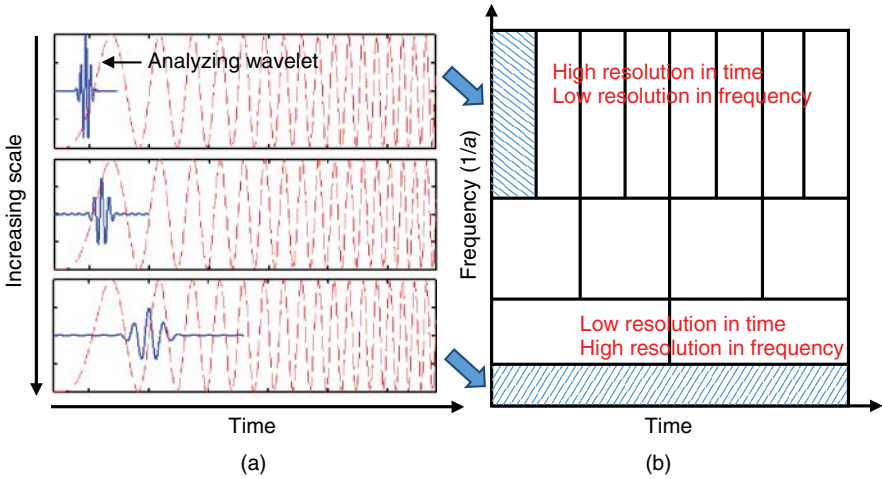 Increasing scale
Analyzing wavelet
Time
(a)
Frequency (1/a)
High resolution in time
Low resolution in frequency
Low resolution in time
High resolution in frequency
Time
(b)